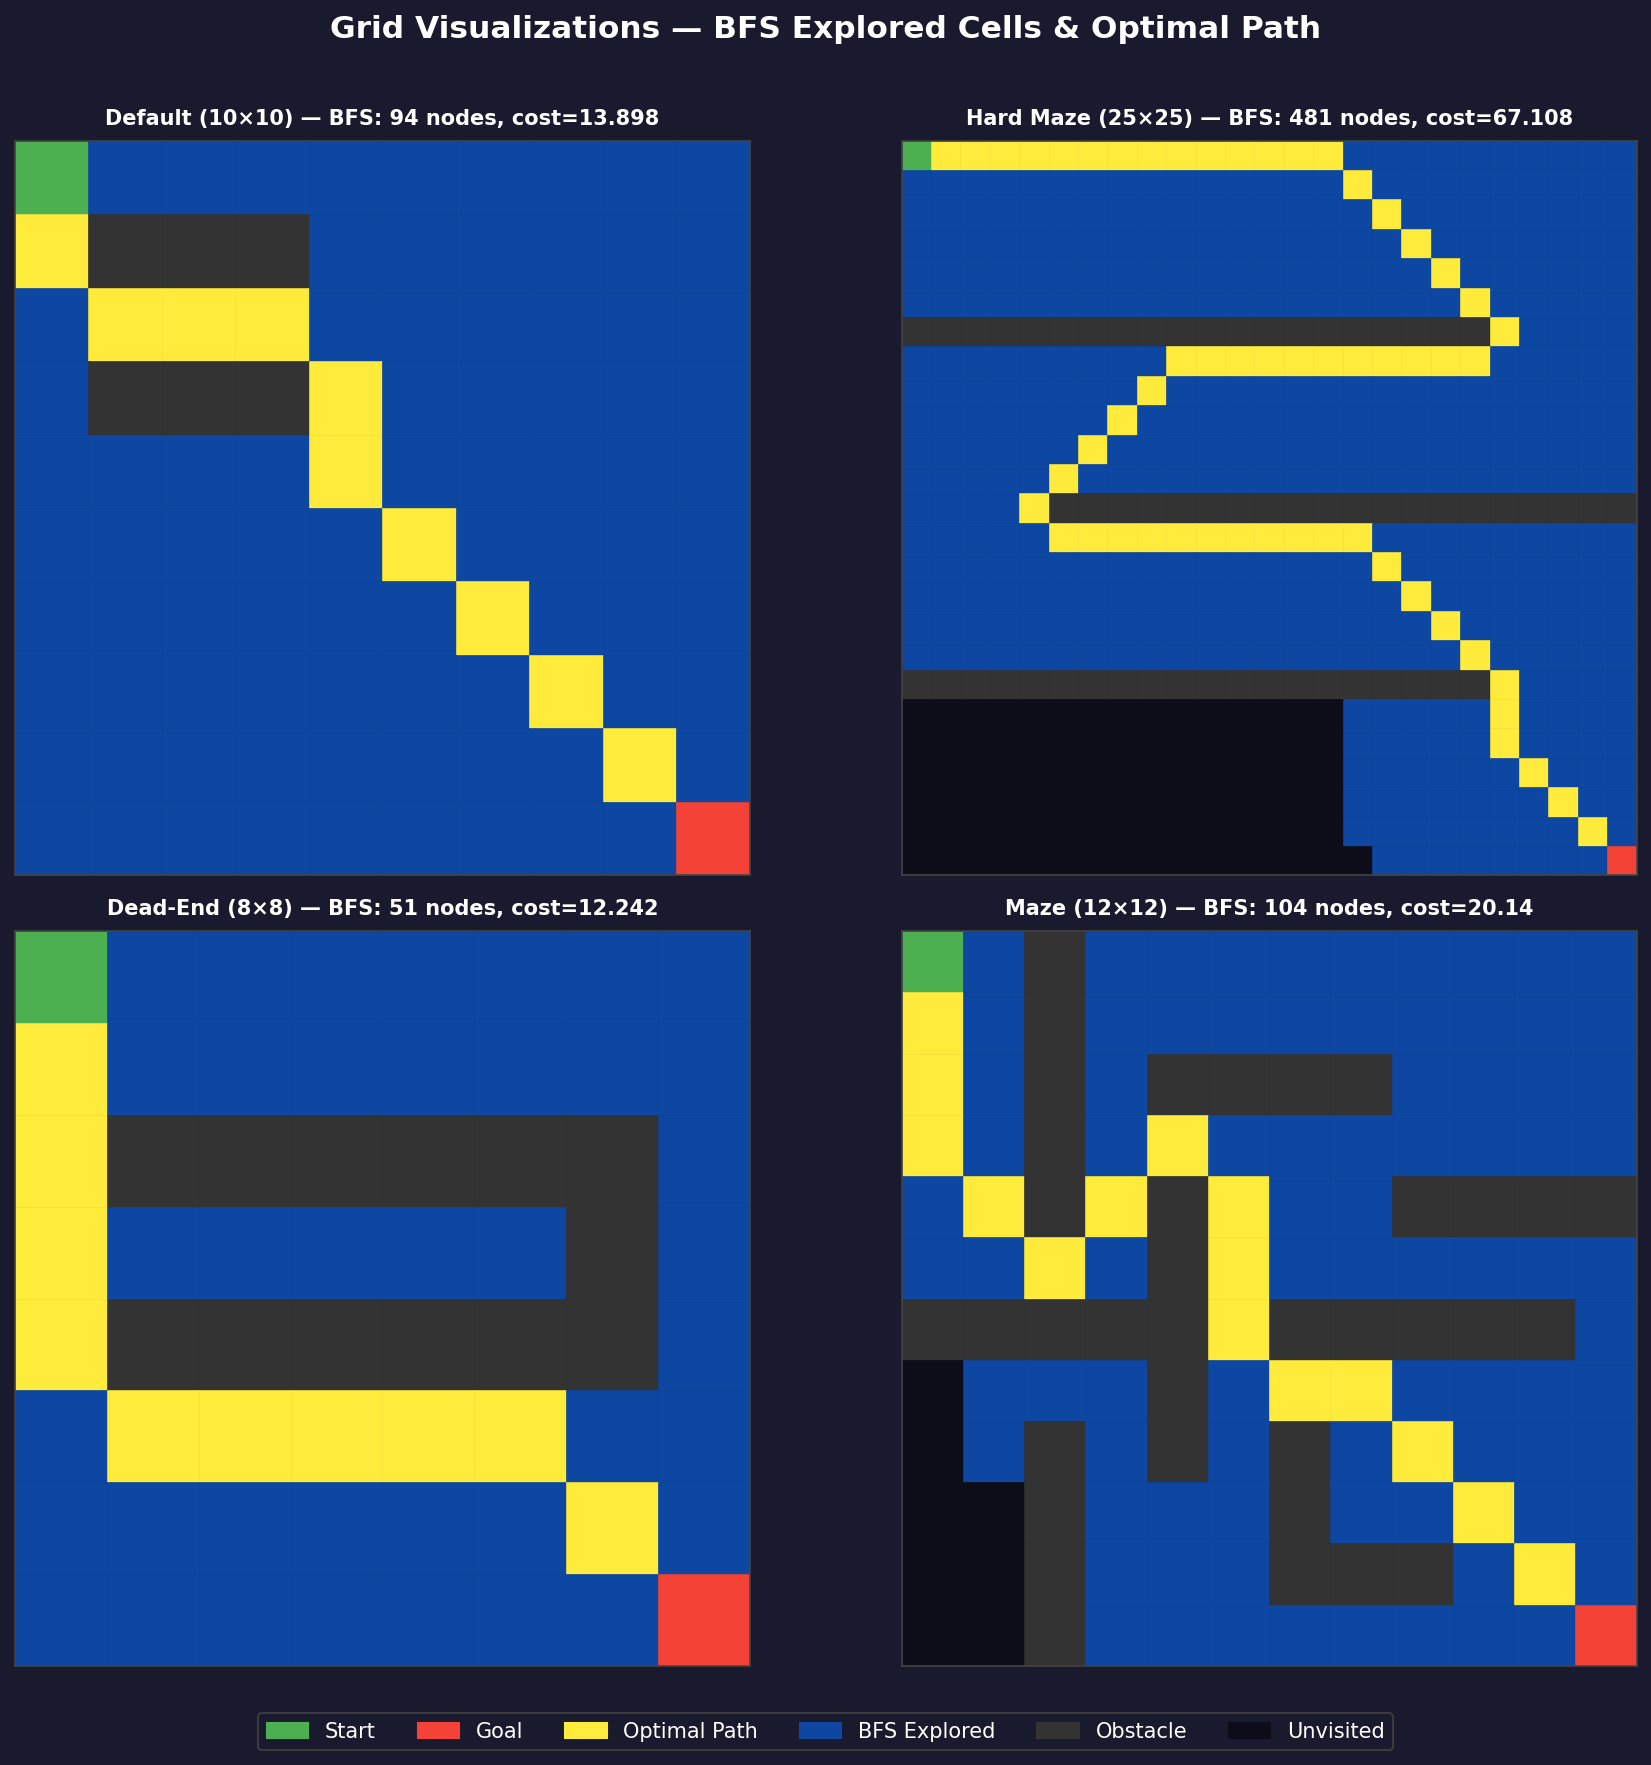 Grid Visualizations — BFS Explored Cells & Optimal Path
Default (10×10) — BFS: 94 nodes, cost=13.898
Hard Maze (25×25) — BFS: 481 nodes, cost=67.108
Dead-End (8×8) — BFS: 51 nodes, cost=12.242
Maze (12×12) — BFS: 104 nodes, cost=20.14
Start
Goal
Optimal Path
BFS Explored
Obstacle
Unvisited